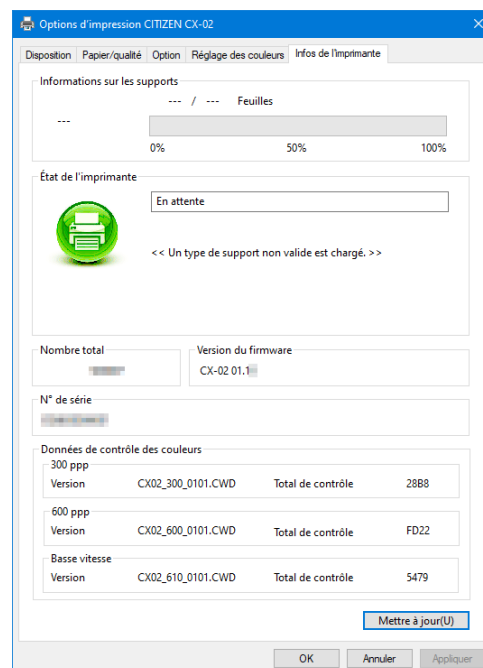 Options d'impression CITIZEN CX-02
Disposition Papier/qualité Option Réglage des couleurs Infos de l'imprimante
Informations sur les supports
--- / --- Feuilles
---
0% 50% 100%
État de l'imprimante
En attente
<< Un type de support non valide est chargé. >>
Nombre total Version du firmware
CX-02 01.1
N° de série
Données de contrôle des couleurs
300 ppp
Version CX02_300_0101.CWD Total de contrôle 28B8
600 ppp
Version CX02_600_0101.CWD Total de contrôle FD22
Basse vitesse
Version CX02_610_0101.CWD Total de contrôle 5479
Mettre à jour(U)
OK Annuler Appliquer